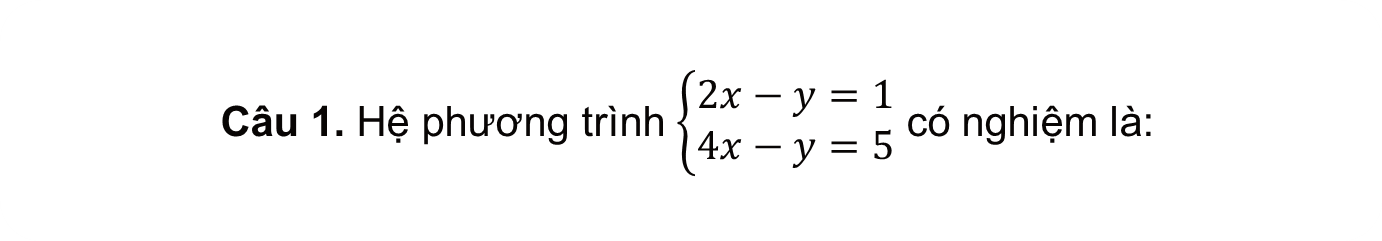 Câu 1. Hệ phương trình {2x − y = 1 4x − y = 5 có nghiệm là: